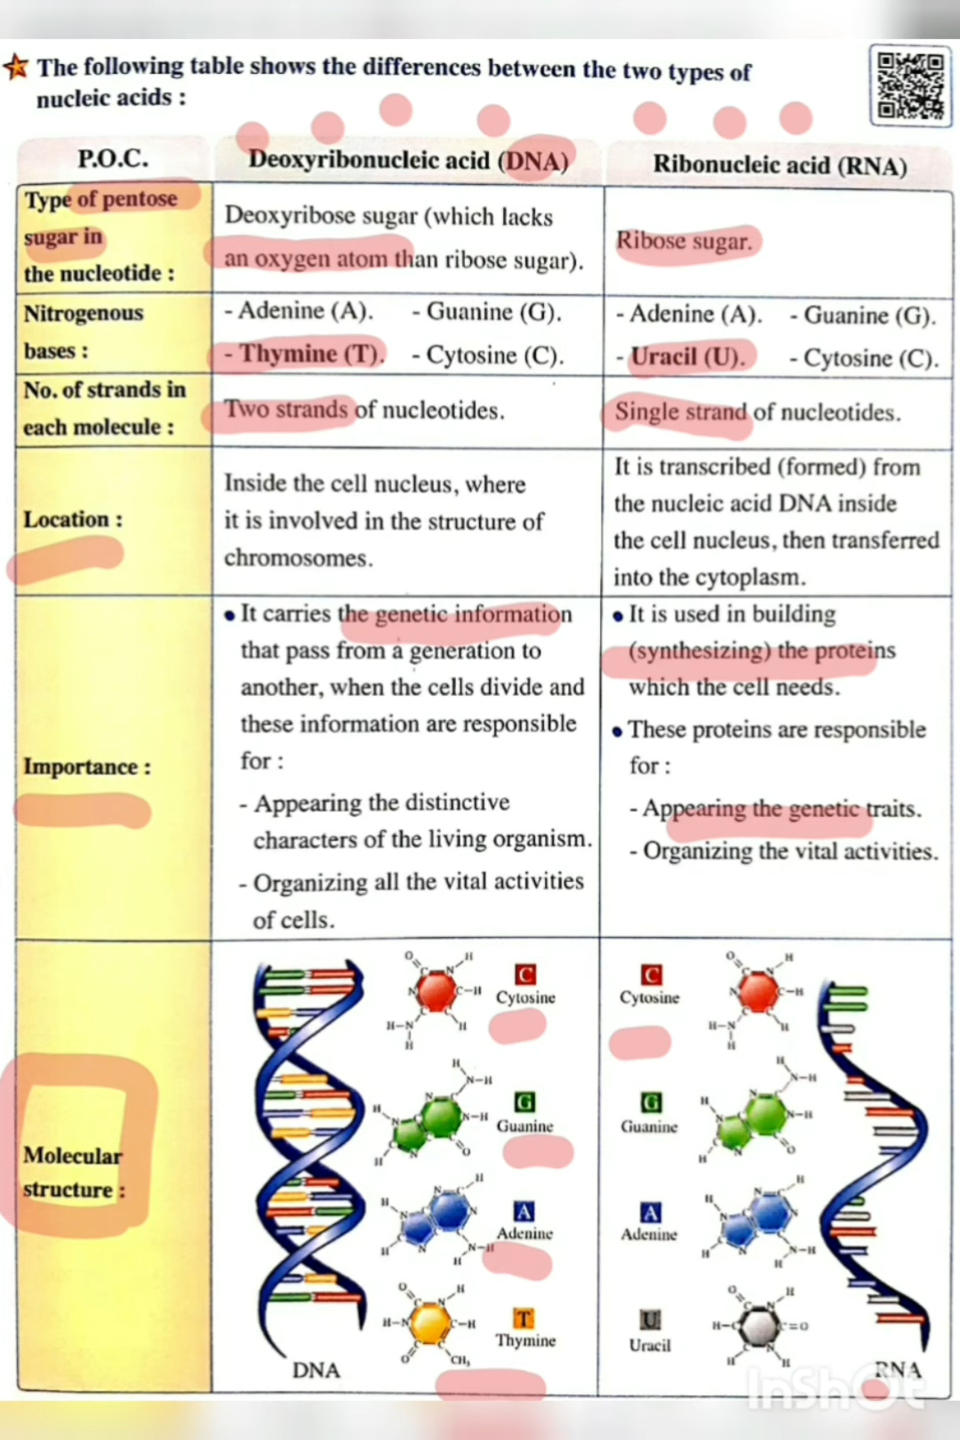 The following table shows the differences between the two types of
nucleic acids :
P.O.C.
Deoxyribonucleic acid (DNA)
Ribonucleic acid (RNA)
Type of pentose
sugar in
the nucleotide :
Deoxyribose sugar (which lacks
an oxygen atom than ribose sugar).
Ribose sugar.
Nitrogenous
bases :
- Adenine (A). - Guanine (G).
- Thymine (T). - Cytosine (C).
- Adenine (A). - Guanine (G).
- Uracil (U). - Cytosine (C).
No. of strands in
each molecule :
Two strands of nucleotides.
Single strand of nucleotides.
Location :
Inside the cell nucleus, where
it is involved in the structure of
chromosomes.
It is transcribed (formed) from
the nucleic acid DNA inside
the cell nucleus, then transferred
into the cytoplasm.
Importance :
• It carries the genetic information
that pass from a generation to
another, when the cells divide and
these information are responsible
for :
- Appearing the distinctive
characters of the living organism.
- Organizing all the vital activities
of cells.
• It is used in building
(synthesizing) the proteins
which the cell needs.
• These proteins are responsible
for :
- Appearing the genetic traits.
- Organizing the vital activities.
Molecular
structure :
C
Cytosine
G
Guanine
A
Adenine
T
Thymine
DNA
C
Cytosine
G
Guanine
A
Adenine
U
Uracil
RNA
InShOt